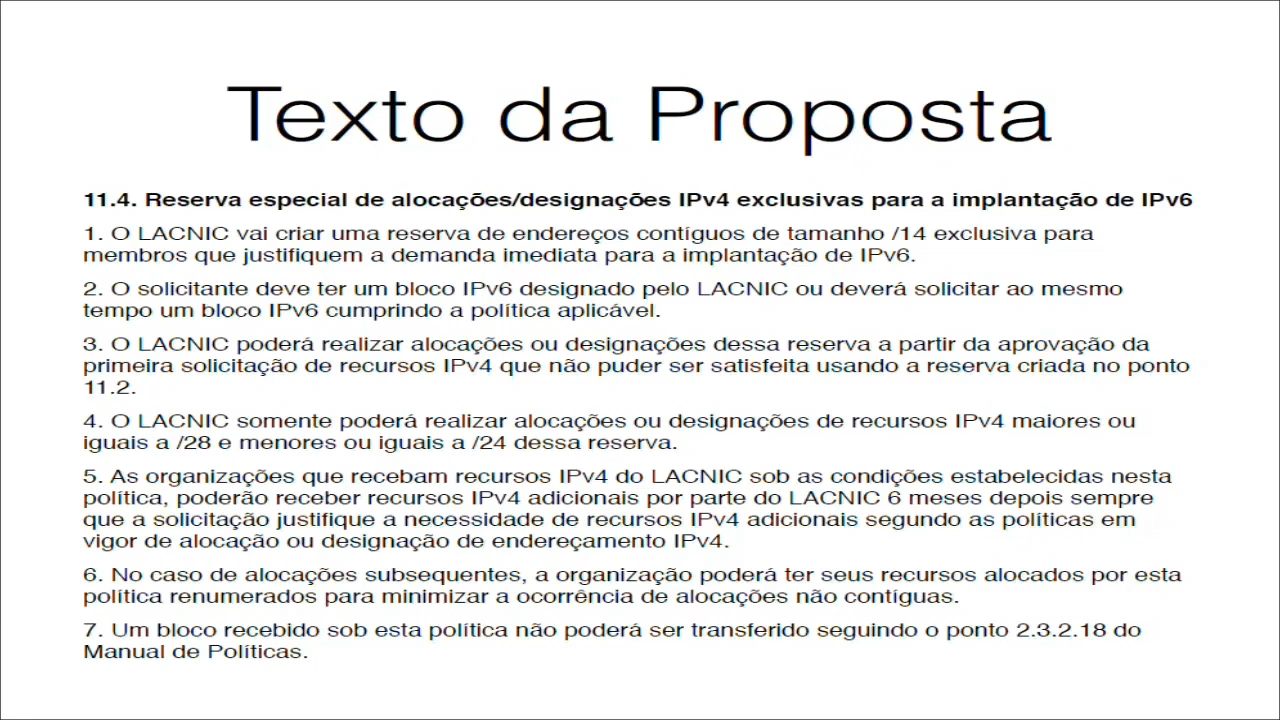 Texto da Proposta
11.4. Reserva especial de alocações/designações IPv4 exclusivas para a implantação de IPv6
1. O LACNIC vai criar uma reserva de endereços contíguos de tamanho /14 exclusiva para
membros que justifiquem a demanda imediata para a implantação de IPv6.
2. O solicitante deve ter um bloco IPv6 designado pelo LACNIC ou deverá solicitar ao mesmo
tempo um bloco IPv6 cumprindo a política aplicável.
3. O LACNIC poderá realizar alocações ou designações dessa reserva a partir da aprovação da
primeira solicitação de recursos IPv4 que não puder ser satisfeita usando a reserva criada no ponto
11.2.
4. O LACNIC somente poderá realizar alocações ou designações de recursos IPv4 maiores ou
iguais a /28 e menores ou iguais a /24 dessa reserva.
5. As organizações que recebam recursos IPv4 do LACNIC sob as condições estabelecidas nesta
política, poderão receber recursos IPv4 adicionais por parte do LACNIC 6 meses depois sempre
que a solicitação justifique a necessidade de recursos IPv4 adicionais segundo as políticas em
vigor de alocação ou designação de endereçamento IPv4.
6. No caso de alocações subsequentes, a organização poderá ter seus recursos alocados por esta
política renumerados para minimizar a ocorrência de alocações não contíguas.
7. Um bloco recebido sob esta política não poderá ser transferido seguindo o ponto 2.3.2.18 do
Manual de Políticas.